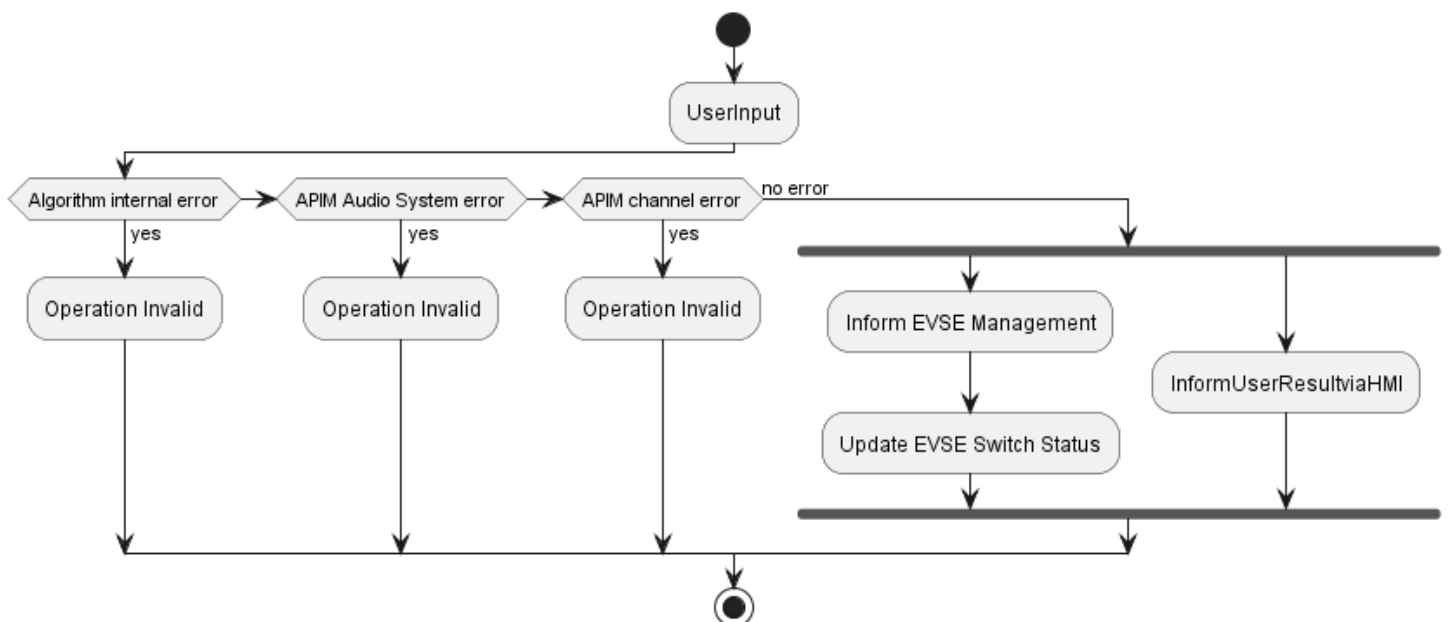 UserInput
Algorithm internal error
APIM Audio System error
APIM channel error
no error
yes
yes
yes
Operation Invalid
Operation Invalid
Operation Invalid
Inform EVSE Management
InformUserResultviaHMI
Update EVSE Switch Status